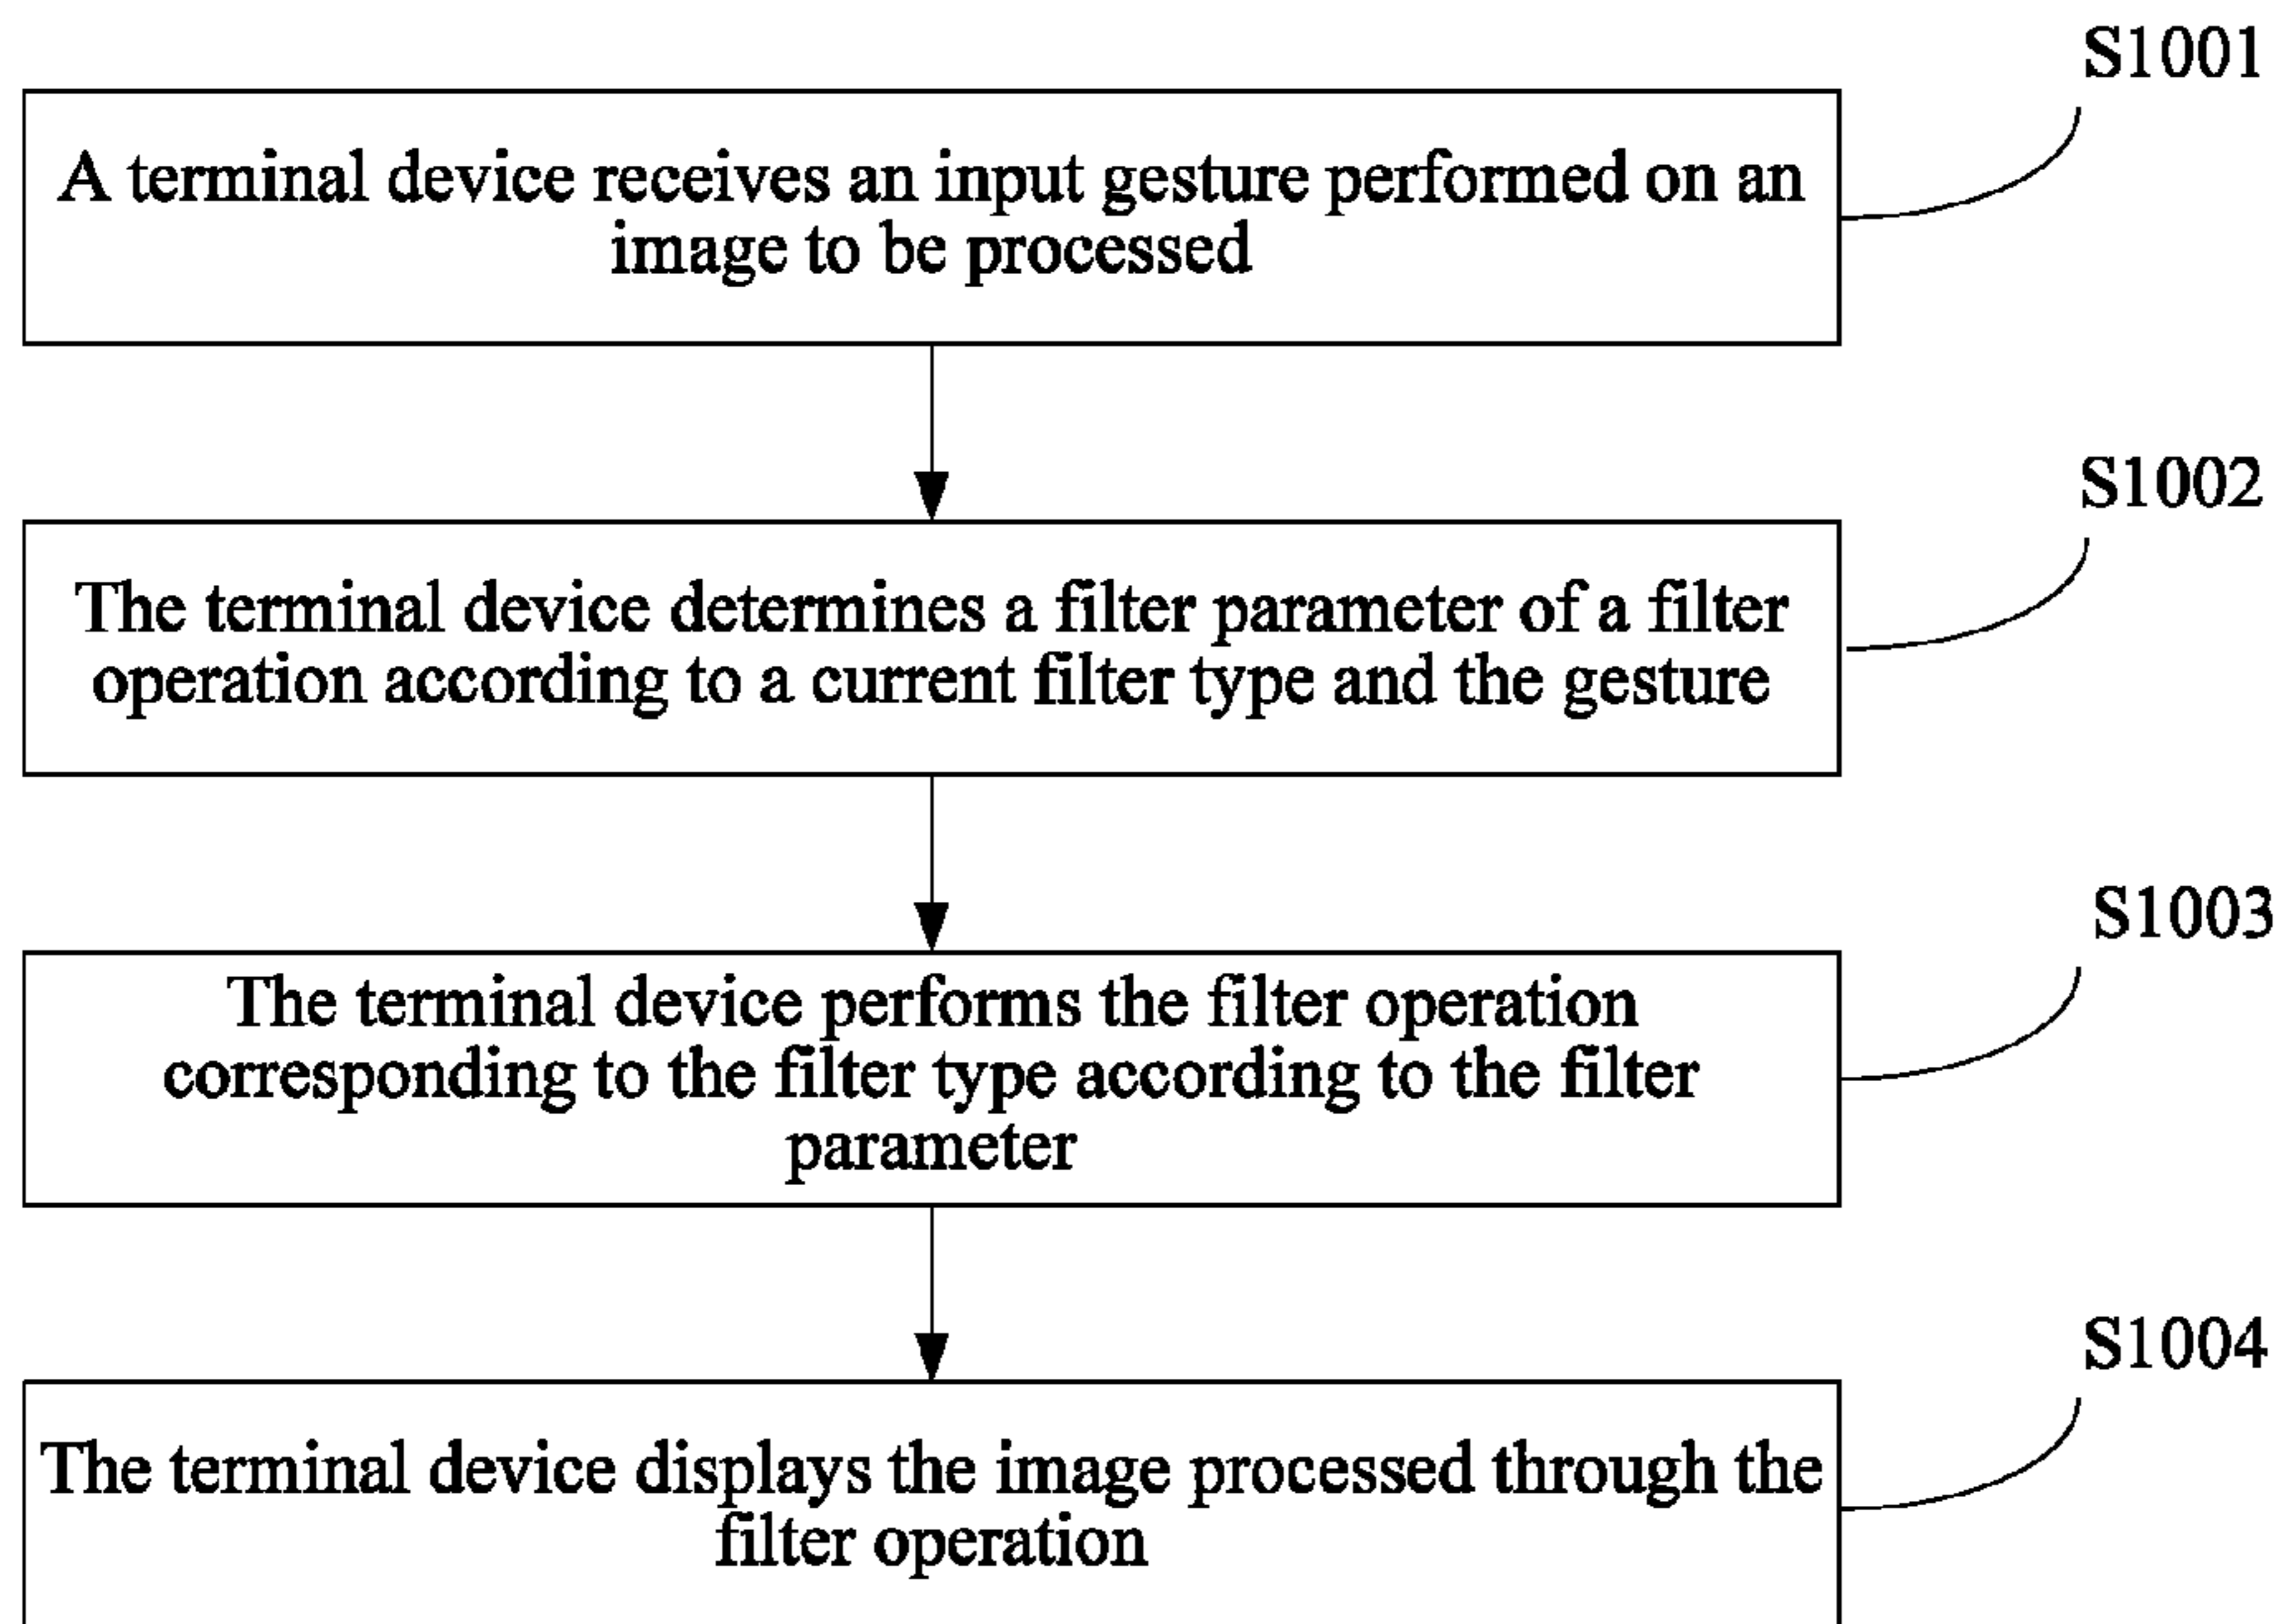 S1001
A terminal device receives an input gesture performed on an
image to be processed
S1002
The terminal device determines a filter parameter of a filter
operation according to a current filter type and the gesture
S1003
The terminal device performs the filter operation
corresponding to the filter type according to the filter
parameter
S1004
The terminal device displays the image processed through the
filter operation